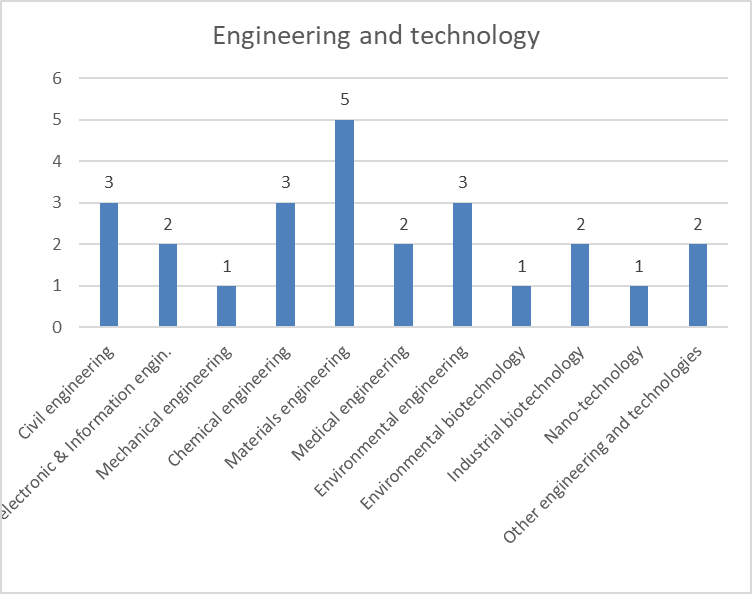 Engineering and technology
6
5
4
3
2
1
0
3
2
1
3
5
2
3
1
2
1
2
Civil engineering
electronic & Information engin.
Mechanical engineering
Chemical engineering
Materials engineering
Medical engineering
Environmental engineering
Environmental biotechnology
Industrial biotechnology
Nano-technology
Other engineering and technologies